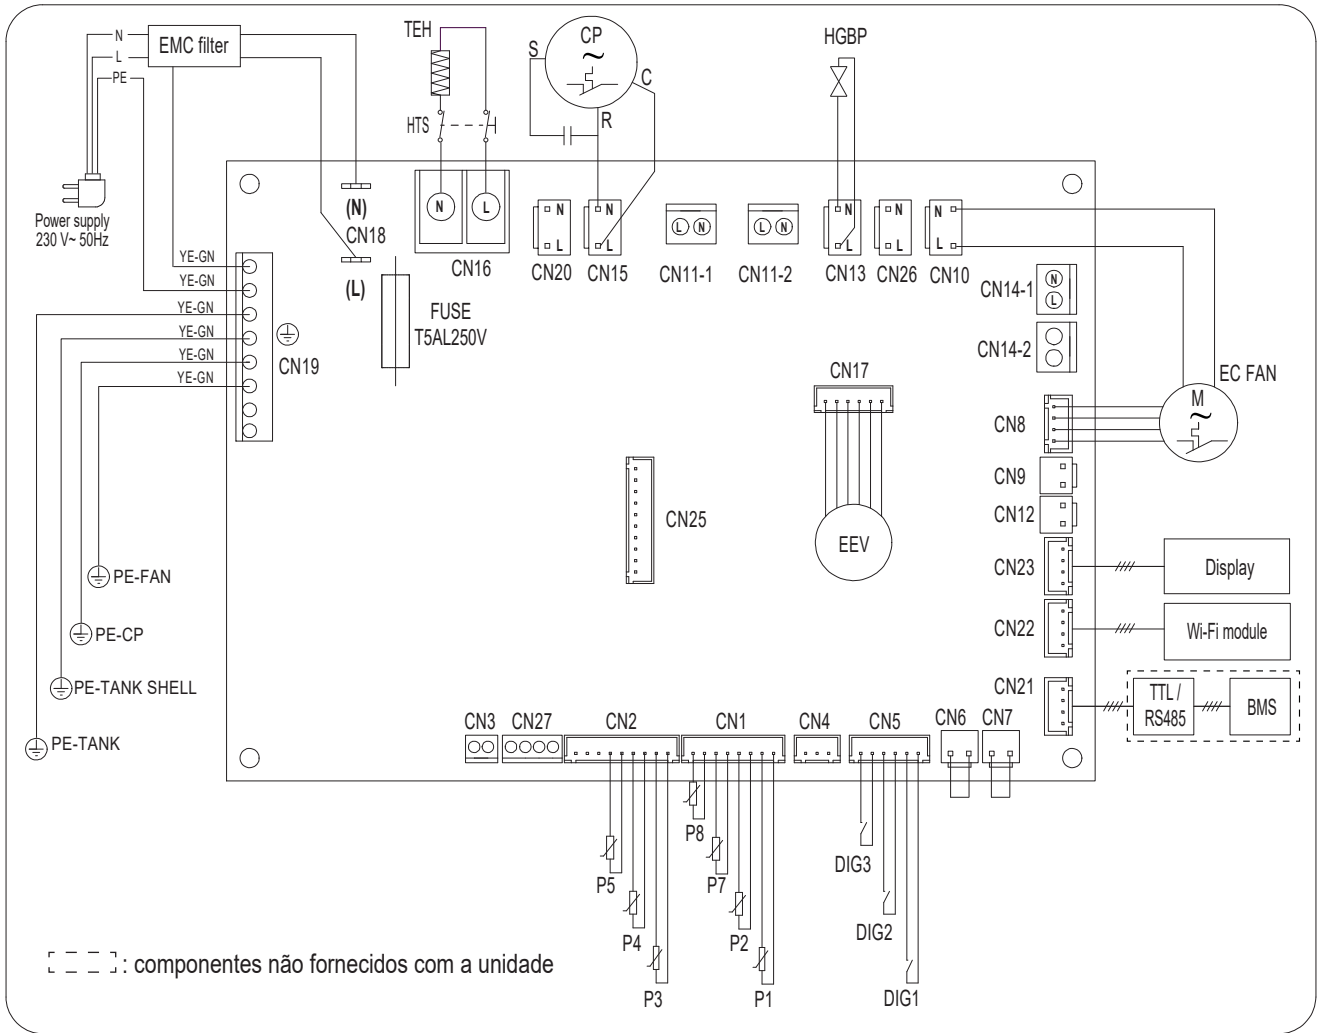 N
L
PE
EMC filter
TEH
HTS
S
CP
~
C
R
HGBP
Power supply
230 V~ 50Hz
(N)
CN18
(L)
FUSE
T5AL250V
N
L
CN16
N
L
CN20
N
L
CN15
L N
CN11-1
L N
CN11-2
N
L
CN13
N
L
CN26
N
L
CN10
YE-GN
YE-GN
YE-GN
YE-GN
YE-GN
YE-GN
CN19
N
L
CN14-1
CN14-2
EC FAN
M
~
CN17
EEV
CN25
CN8
CN9
CN12
CN23
Display
CN22
Wi-Fi module
CN21
TTL /
RS485
BMS
PE-FAN
PE-CP
PE-TANK SHELL
PE-TANK
CN3
CN27
CN2
CN1
CN4
CN5
CN6
CN7
P8
P5
P7
P4
P2
P3
P1
DIG3
DIG2
DIG1
: componentes não fornecidos com a unidade